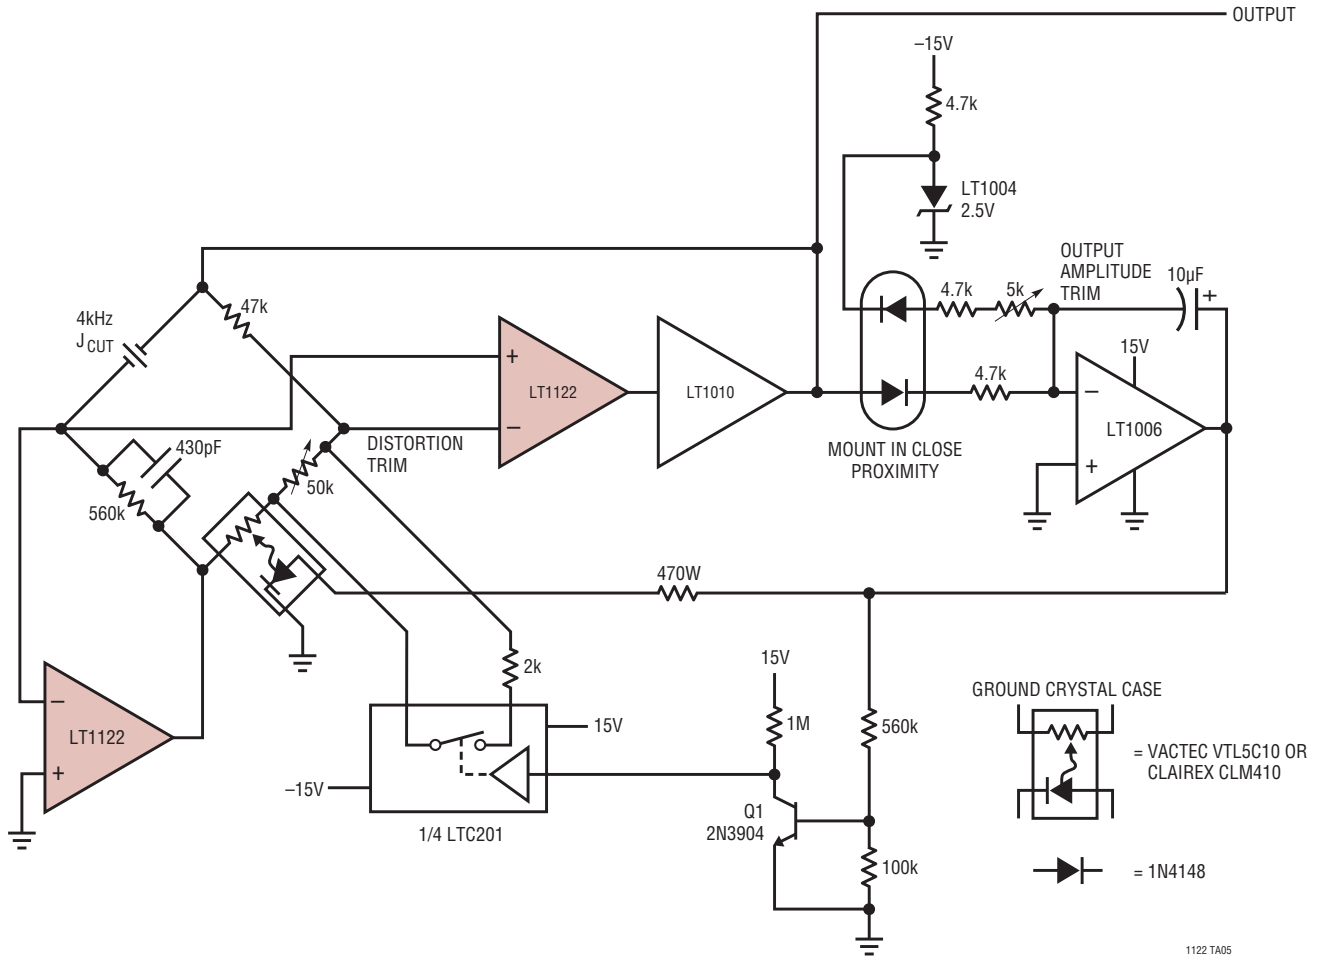 OUTPUT
–15V
4.7k
LT1004
2.5V
OUTPUT
AMPLITUDE
TRIM
10µF
+
4.7k
5k
15V
47k
4kHz
JCUT
+
LT1122
–
LT1010
4.7k
–
LT1006
+
MOUNT IN CLOSE
PROXIMITY
DISTORTION
TRIM
430pF
560k
50k
470W
2k
15V
1M
560k
–
LT1122
+
15V
–15V
1/4 LTC201
Q1
2N3904
100k
GROUND CRYSTAL CASE
= VACTEC VTL5C10 OR
CLAIREX CLM410
= 1N4148
1122 TA05